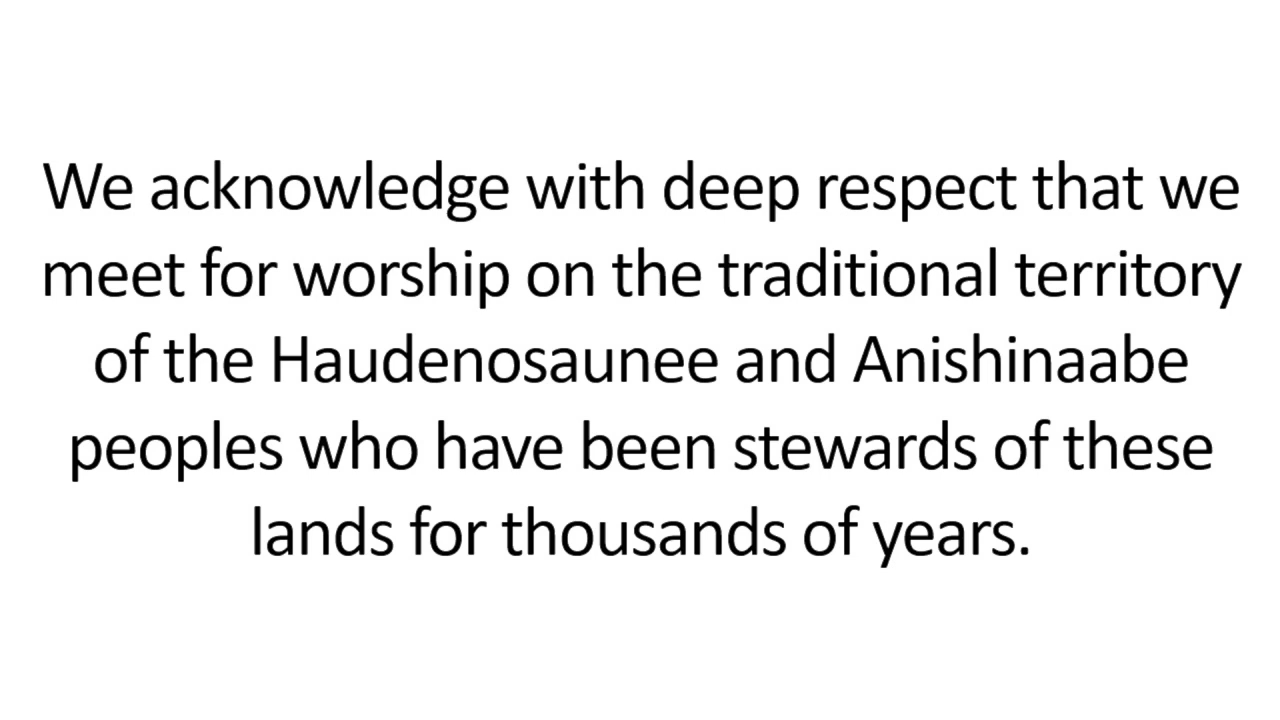 We acknowledge with deep respect that we
meet for worship on the traditional territory
of the Haudenosaunee and Anishinaabe
peoples who have been stewards of these
lands for thousands of years.